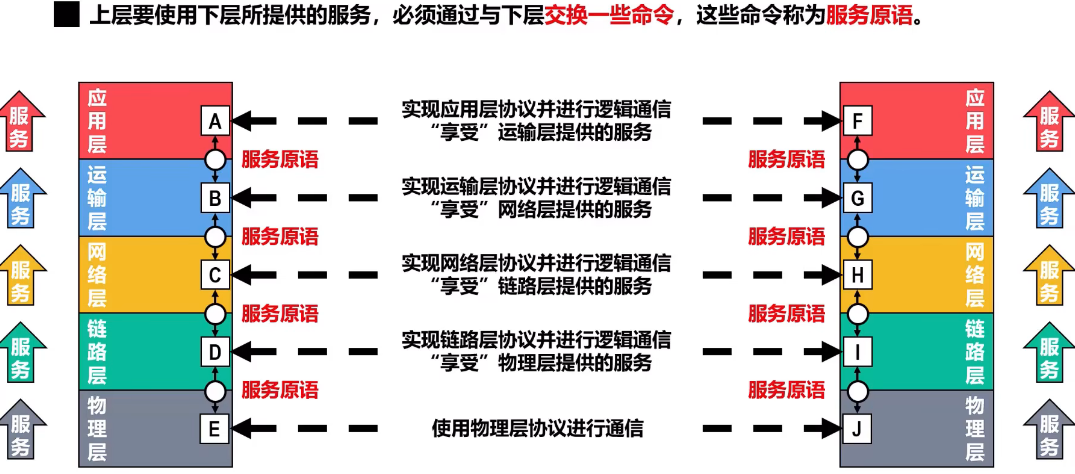 上层要使用下层所提供的服务，必须通过与下层交换一些命令，这些命令称为服务原语。
服务
应用层
A
实现应用层协议并进行逻辑通信
“享受”运输层提供的服务
F
应用层
服务
服务原语
服务原语
服务
运输层
B
实现运输层协议并进行逻辑通信
“享受”网络层提供的服务
G
运输层
服务
服务原语
服务原语
服务
网络层
C
实现网络层协议并进行逻辑通信
“享受”链路层提供的服务
H
网络层
服务
服务原语
服务原语
服务
链路层
D
实现链路层协议并进行逻辑通信
“享受”物理层提供的服务
I
链路层
服务
服务原语
服务原语
服务
物理层
E
使用物理层协议进行通信
J
物理层
服务